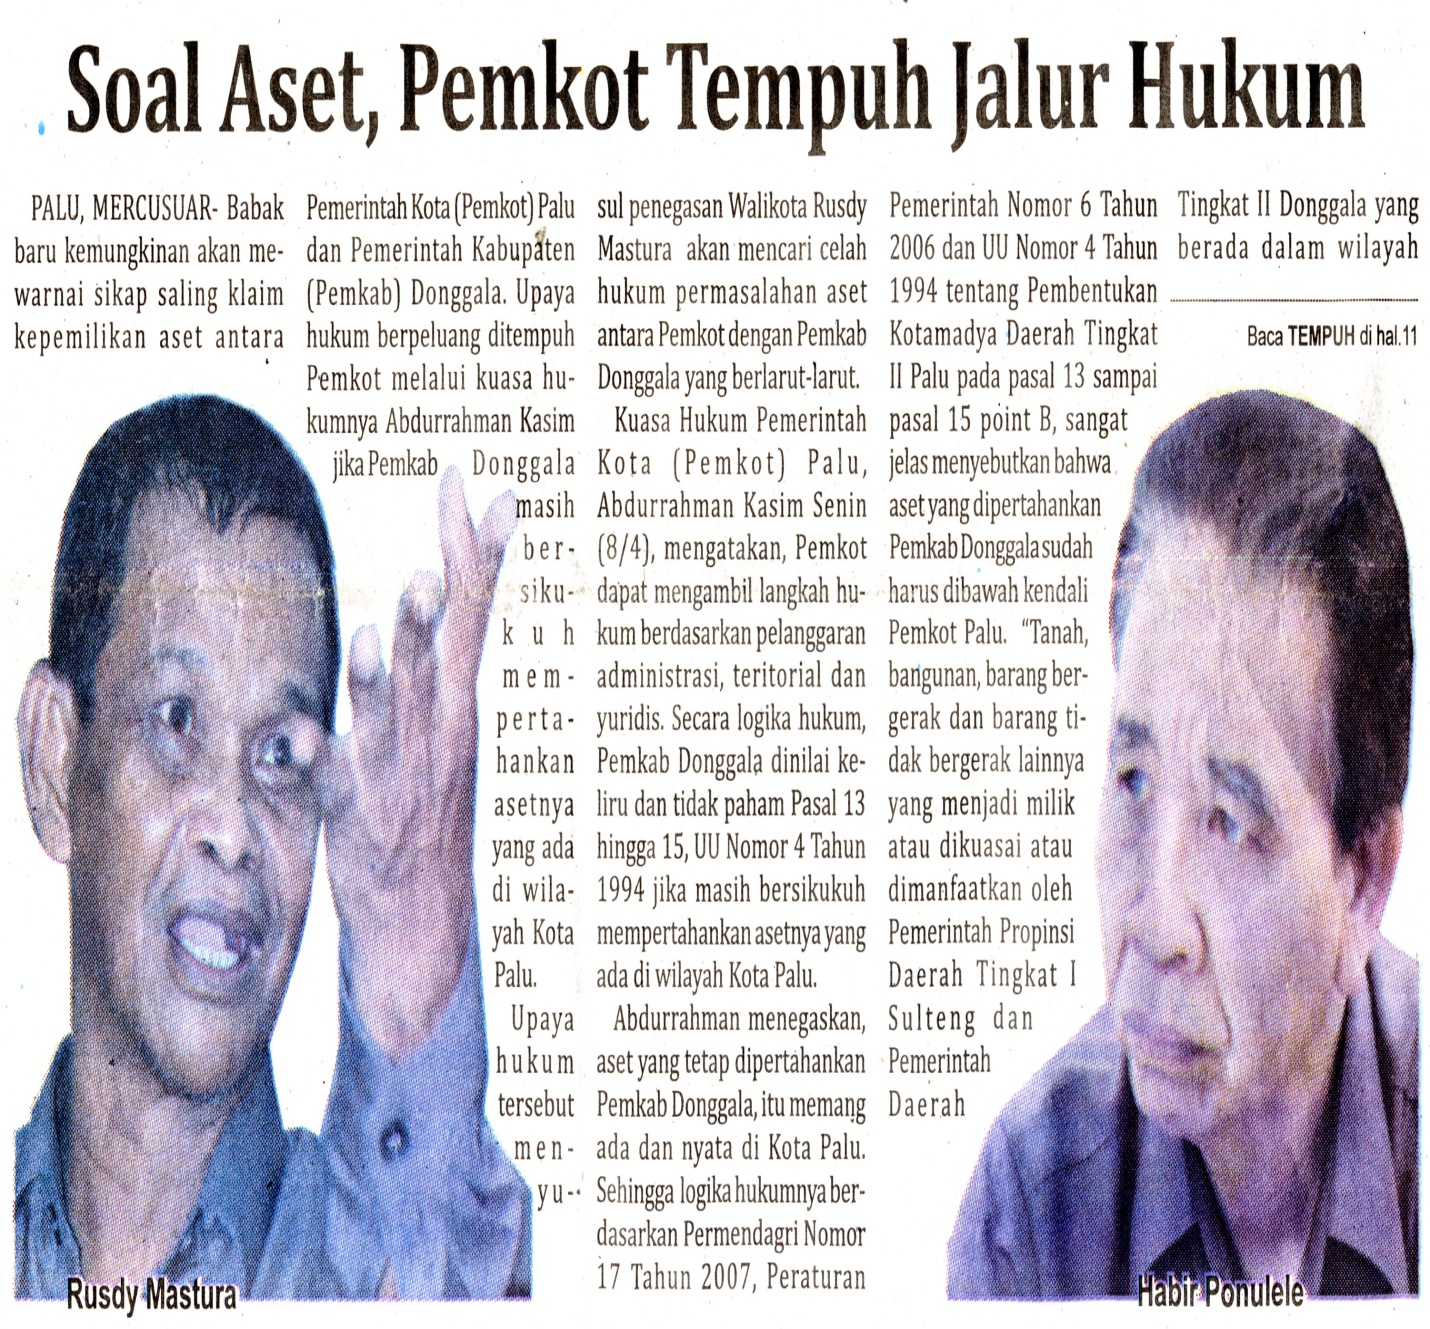 Soal Aset, Pemkot Tempuh Jalur Hukum
PALU, MERCUSUAR- Babak
baru kemungkinan akan me-
warnai sikap saling klaim
kepemilikan aset antara
Pemerintah Kota (Pemkot) Palu
dan Pemerintah Kabupaten
(Pemkab) Donggala. Upaya
hukum berpeluang ditempuh
Pemkot melalui kuasa hu-
kumnya Abdurrahman Kasim
jika Pemkab Donggala
masih
ber-
siku-
kuh
mem-
perta-
hankan
asetnya
yang ada
di wila-
yah Kota
Palu.
Upaya
hukum
tersebut
men-
yu-
sul penegasan Walikota Rusdy
Mastura akan mencari celah
hukum permasalahan aset
antara Pemkot dengan Pemkab
Donggala yang berlarut-larut.
Kuasa Hukum Pemerintah
Kota (Pemkot) Palu,
Abdurrahman Kasim Senin
(8/4), mengatakan, Pemkot
dapat mengambil langkah hu-
kum berdasarkan pelanggaran
administrasi, teritorial dan
yuridis. Secara logika hukum,
Pemkab Donggala dinilai ke-
liru dan tidak paham Pasal 13
hingga 15, UU Nomor 4 Tahun
1994 jika masih bersikukuh
mempertahankan asetnya yang
ada di wilayah Kota Palu.
Abdurrahman menegaskan,
aset yang tetap dipertahankan
Pemkab Donggala, itu memang
ada dan nyata di Kota Palu.
Sehingga logika hukumnya ber-
dasarkan Permendagri Nomor
17 Tahun 2007, Peraturan
Pemerintah Nomor 6 Tahun
2006 dan UU Nomor 4 Tahun
1994 tentang Pembentukan
Kotamadya Daerah Tingkat
II Palu pada pasal 13 sampai
pasal 15 point B, sangat
jelas menyebutkan bahwa
aset yang dipertahankan
Pemkab Donggala sudah
harus dibawah kendali
Pemkot Palu. “Tanah,
bangunan, barang ber-
gerak dan barang ti-
dak bergerak lainnya
yang menjadi milik
atau dikuasai atau
dimanfaatkan oleh
Pemerintah Propinsi
Daerah Tingkat I
Sulteng dan
Pemerintah
Daerah
Tingkat II Donggala yang
berada dalam wilayah
Baca TEMPUH di hal.11
Rusdy Mastura
Habir Ponulele